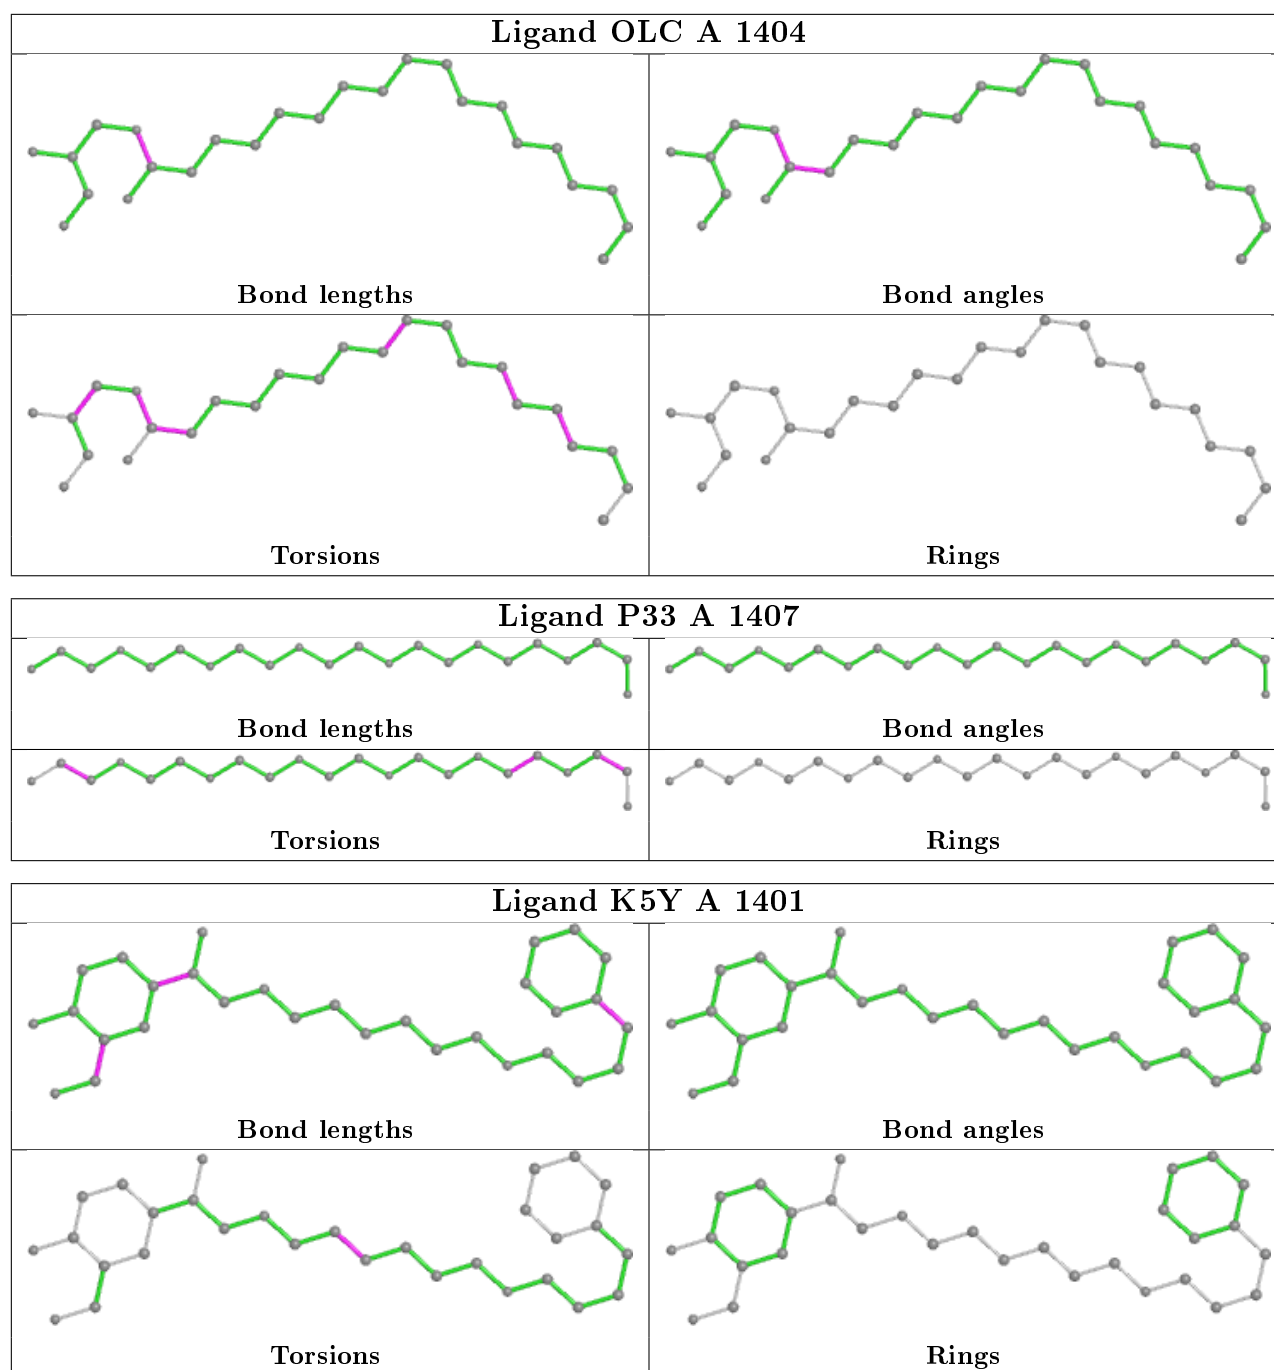 Ligand OLC A 1404
Bond lengths
Bond angles
Torsions
Rings
Ligand P33 A 1407
Bond lengths
Bond angles
Torsions
Rings
Ligand K5Y A 1401
Bond lengths
Bond angles
Torsions
Rings